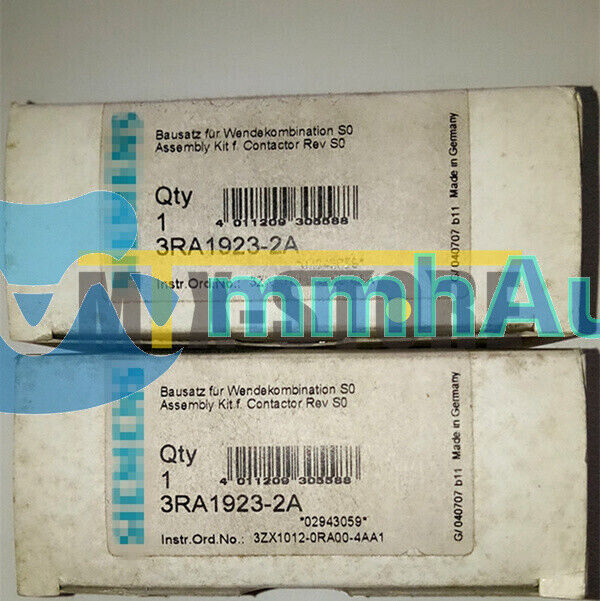 Bausatz für Wendekombination S0
Assembly Kit f. Contactor Rev S0
Qty
1
4 011209 305588
3RA1923-2A
Instr.Ord.No.:
G/ 040707 b11 Made in Germany
mmhAu
Bausatz für Wendekombination S0
Assembly Kit f. Contactor Rev S0
Qty
1
4 011209 305588
3RA1923-2A
*02943059*
Instr.Ord.No.: 3ZX1012-0RA00-4AA1
G/ 040707 b11 Made in Germany